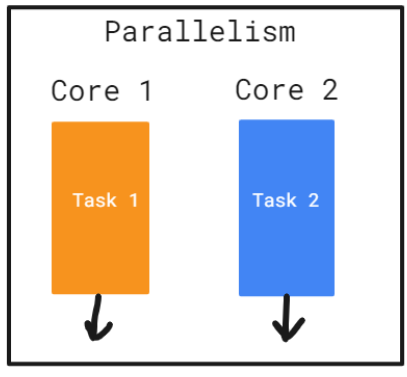 Parallelism
Core 1
Core 2
Task 1
Task 2